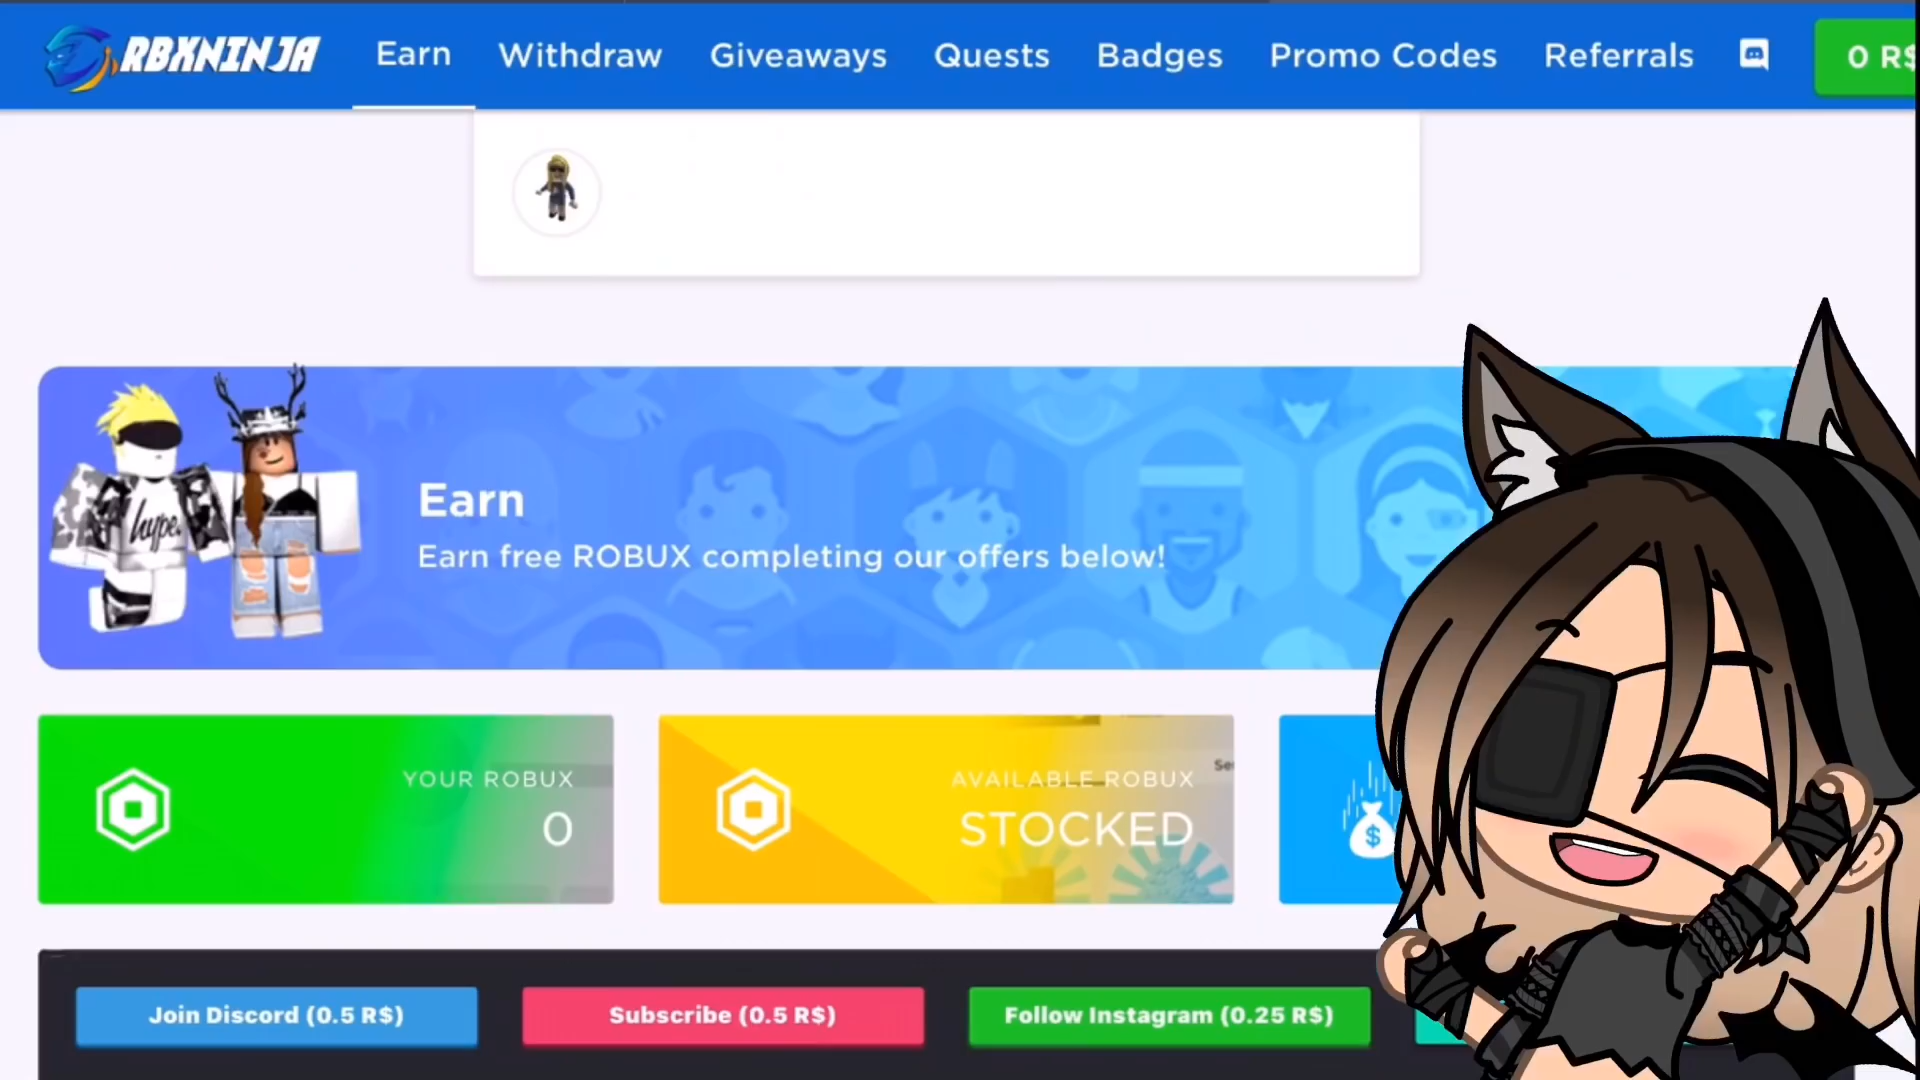 RBXNINJA Earn Withdraw Giveaways Quests Badges Promo Codes Referrals 0 R$
hype.
Earn
Earn free ROBUX completing our offers below!
YOUR ROBUX
0
AVAILABLE ROBUX
STOCKED
$
Join Discord (0.5 R$) Subscribe (0.5 R$) Follow Instagram (0.25 R$)